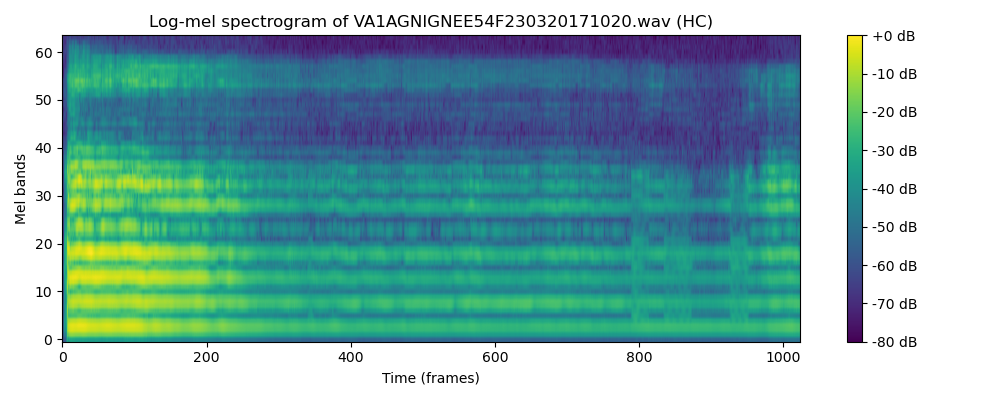 Log-mel spectrogram of VA1AGNIGNEE54F230320171020.wav (HC)
Mel bands
60
50
40
30
20
10
0
0 200 400 600 800 1000
Time (frames)
+0 dB
-10 dB
-20 dB
-30 dB
-40 dB
-50 dB
-60 dB
-70 dB
-80 dB